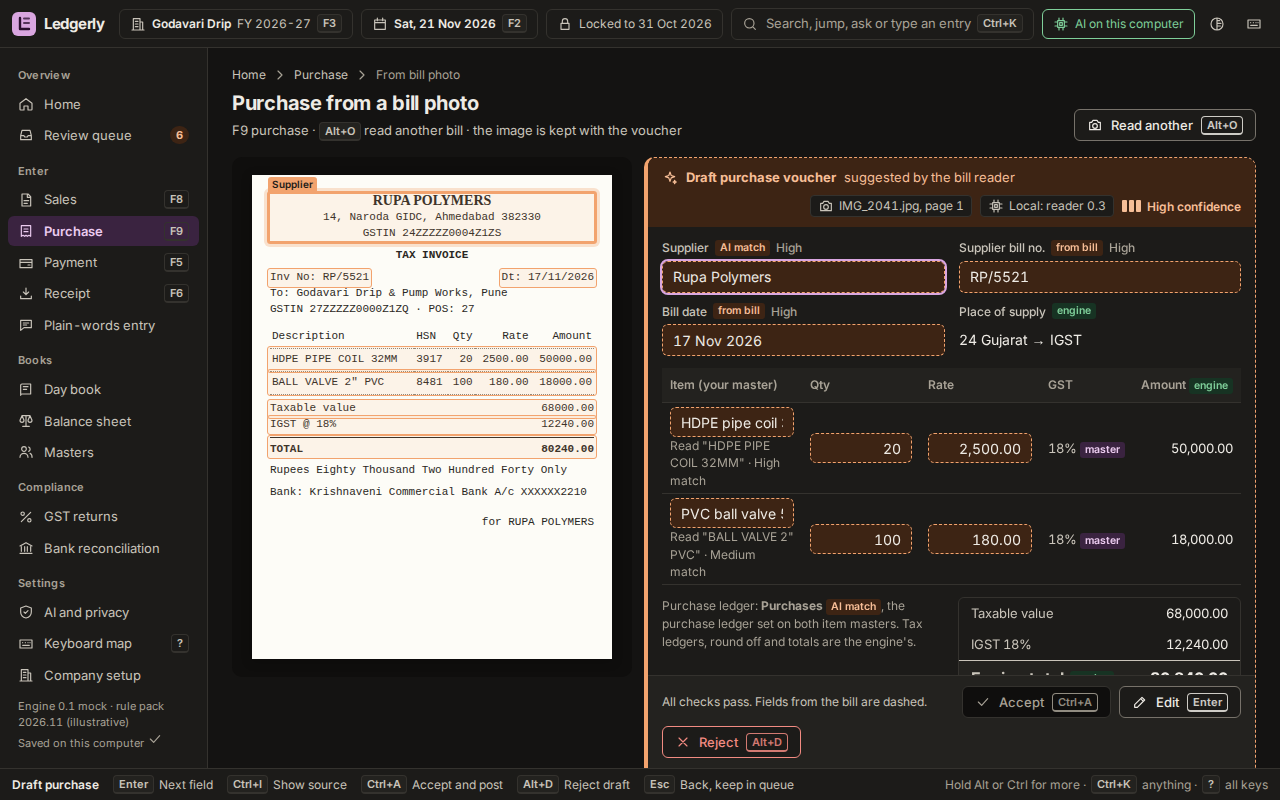 Ledgerly
Godavari Drip FY 2026-27 F3
Sat, 21 Nov 2026 F2
Locked to 31 Oct 2026
Search, jump, ask or type an entry Ctrl+K
AI on this computer
Overview
Home
Review queue 6
Enter
Sales F8
Purchase F9
Payment F5
Receipt F6
Plain-words entry
Books
Day book
Balance sheet
Masters
Compliance
GST returns
Bank reconciliation
Settings
AI and privacy
Keyboard map ?
Company setup
Engine 0.1 mock · rule pack
2026.11 (illustrative)
Saved on this computer
Home > Purchase > From bill photo
Purchase from a bill photo
F9 purchase · Alt+O read another bill · the image is kept with the voucher
Read another Alt+O
Supplier
RUPA POLYMERS
14, Naroda GIDC, Ahmedabad 382330
GSTIN 24ZZZZZ0004Z1ZS
TAX INVOICE
Inv No: RP/5521 Dt: 17/11/2026
To: Godavari Drip & Pump Works, Pune
GSTIN 27ZZZZZ0000Z1ZQ · POS: 27
Description HSN Qty Rate Amount
HDPE PIPE COIL 32MM 3917 20 2500.00 50000.00
BALL VALVE 2" PVC 8481 100 180.00 18000.00
Taxable value 68000.00
IGST @ 18% 12240.00
TOTAL 80240.00
Rupees Eighty Thousand Two Hundred Forty Only
Bank: Krishnaveni Commercial Bank A/c XXXXXX2210
for RUPA POLYMERS
Draft purchase voucher suggested by the bill reader
IMG_2041.jpg, page 1 Local: reader 0.3 High confidence
Supplier AI match High
Rupa Polymers
Supplier bill no. from bill High
RP/5521
Bill date from bill High
17 Nov 2026
Place of supply engine
24 Gujarat → IGST
Item (your master) Qty Rate GST Amount engine
HDPE pipe coil 20 2,500.00 18% master 50,000.00
Read "HDPE PIPE
COIL 32MM" · High
match
PVC ball valve 100 180.00 18% master 18,000.00
Read "BALL VALVE 2"
PVC" · Medium
match
Purchase ledger: Purchases AI match, the
purchase ledger set on both item masters. Tax
ledgers, round off and totals are the engine's.
Taxable value 68,000.00
IGST 18% 12,240.00
All checks pass. Fields from the bill are dashed.
Accept Ctrl+A
Edit Enter
Reject Alt+D
Draft purchase Enter Next field Ctrl+I Show source Ctrl+A Accept and post Alt+D Reject draft Esc Back, keep in queue
Hold Alt or Ctrl for more · Ctrl+K anything · ? all keys